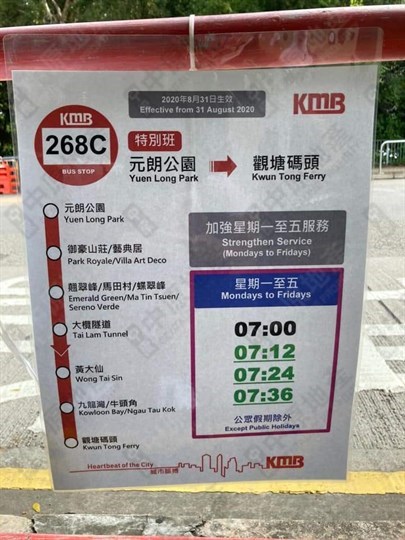 2020年8月31日生效
Effective from 31 August 2020
KMB
KMB
268C
BUS STOP
特別班
元朗公園
Yuen Long Park
觀塘碼頭
Kwun Tong Ferry
元朗公園
Yuen Long Park
御豪山莊/藝典居
Park Royale/Villa Art Deco
翹翠峰/馬田村/蝶翠峰
Emerald Green/Ma Tin Tsuen/
Sereno Verde
大欖隧道
Tai Lam Tunnel
黃大仙
Wong Tai Sin
九龍灣/牛頭角
Kowloon Bay/Ngau Tau Kok
觀塘碼頭
Kwun Tong Ferry
加強星期一至五服務
Strengthen Service
(Mondays to Fridays)
星期一至五
Mondays to Fridays
07:00
07:12
07:24
07:36
公眾假期除外
Except Public Holidays
Heartbeat of the City
城市脈搏
KMB